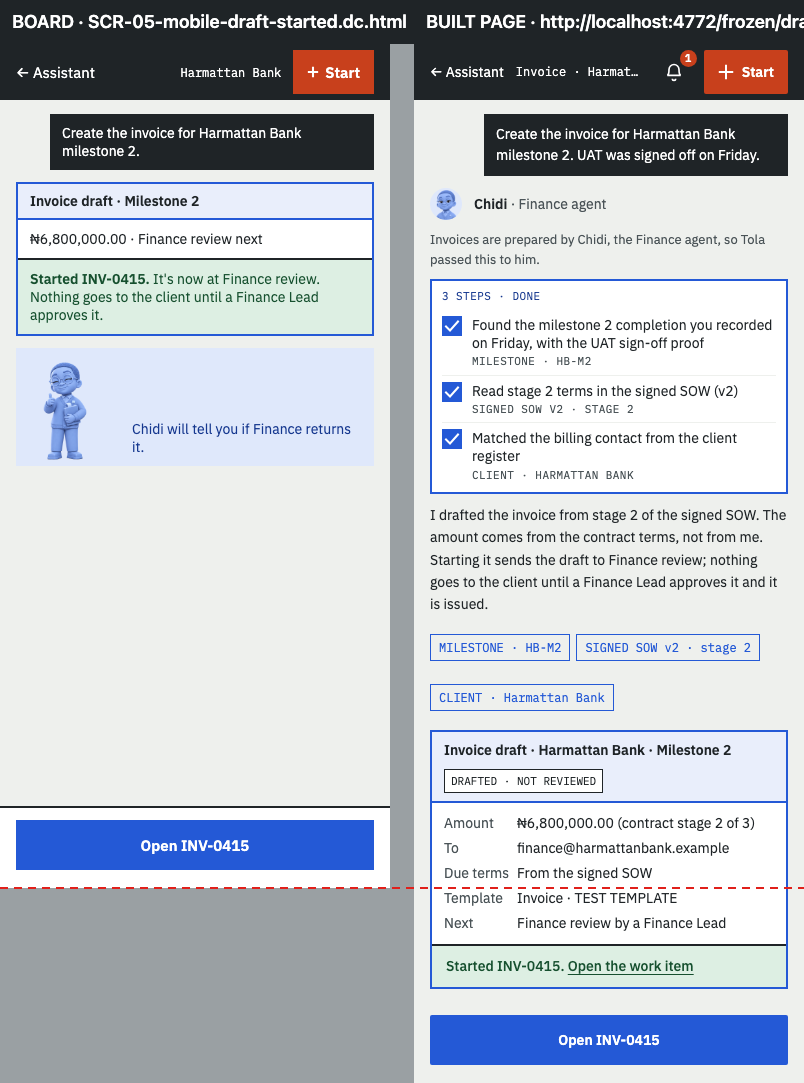 BOARD · SCR-05-mobile-draft-started.dc.html
← Assistant
Harmattan Bank
+ Start
Create the invoice for Harmattan Bank
milestone 2.
Invoice draft · Milestone 2
₦6,800,000.00 · Finance review next
Started INV-0415. It's now at Finance review.
Nothing goes to the client until a Finance Lead
approves it.
Chidi will tell you if Finance returns
it.
Open INV-0415
BUILT PAGE · http://localhost:4772/frozen/dra
← Assistant
Invoice · Harmat…
1
+ Start
Create the invoice for Harmattan Bank
milestone 2. UAT was signed off on Friday.
Chidi · Finance agent
Invoices are prepared by Chidi, the Finance agent, so Tola
passed this to him.
3 STEPS · DONE
Found the milestone 2 completion you recorded
on Friday, with the UAT sign-off proof
MILESTONE · HB-M2
Read stage 2 terms in the signed SOW (v2)
SIGNED SOW V2 · STAGE 2
Matched the billing contact from the client
register
CLIENT · HARMATTAN BANK
I drafted the invoice from stage 2 of the signed SOW. The
amount comes from the contract terms, not from me.
Starting it sends the draft to Finance review; nothing
goes to the client until a Finance Lead approves it and it
is issued.
MILESTONE · HB-M2
SIGNED SOW v2 · stage 2
CLIENT · Harmattan Bank
Invoice draft · Harmattan Bank · Milestone 2
DRAFTED · NOT REVIEWED
Amount ₦6,800,000.00 (contract stage 2 of 3)
To finance@harmattanbank.example
Due terms From the signed SOW
Template Invoice · TEST TEMPLATE
Next Finance review by a Finance Lead
Started INV-0415. Open the work item
Open INV-0415